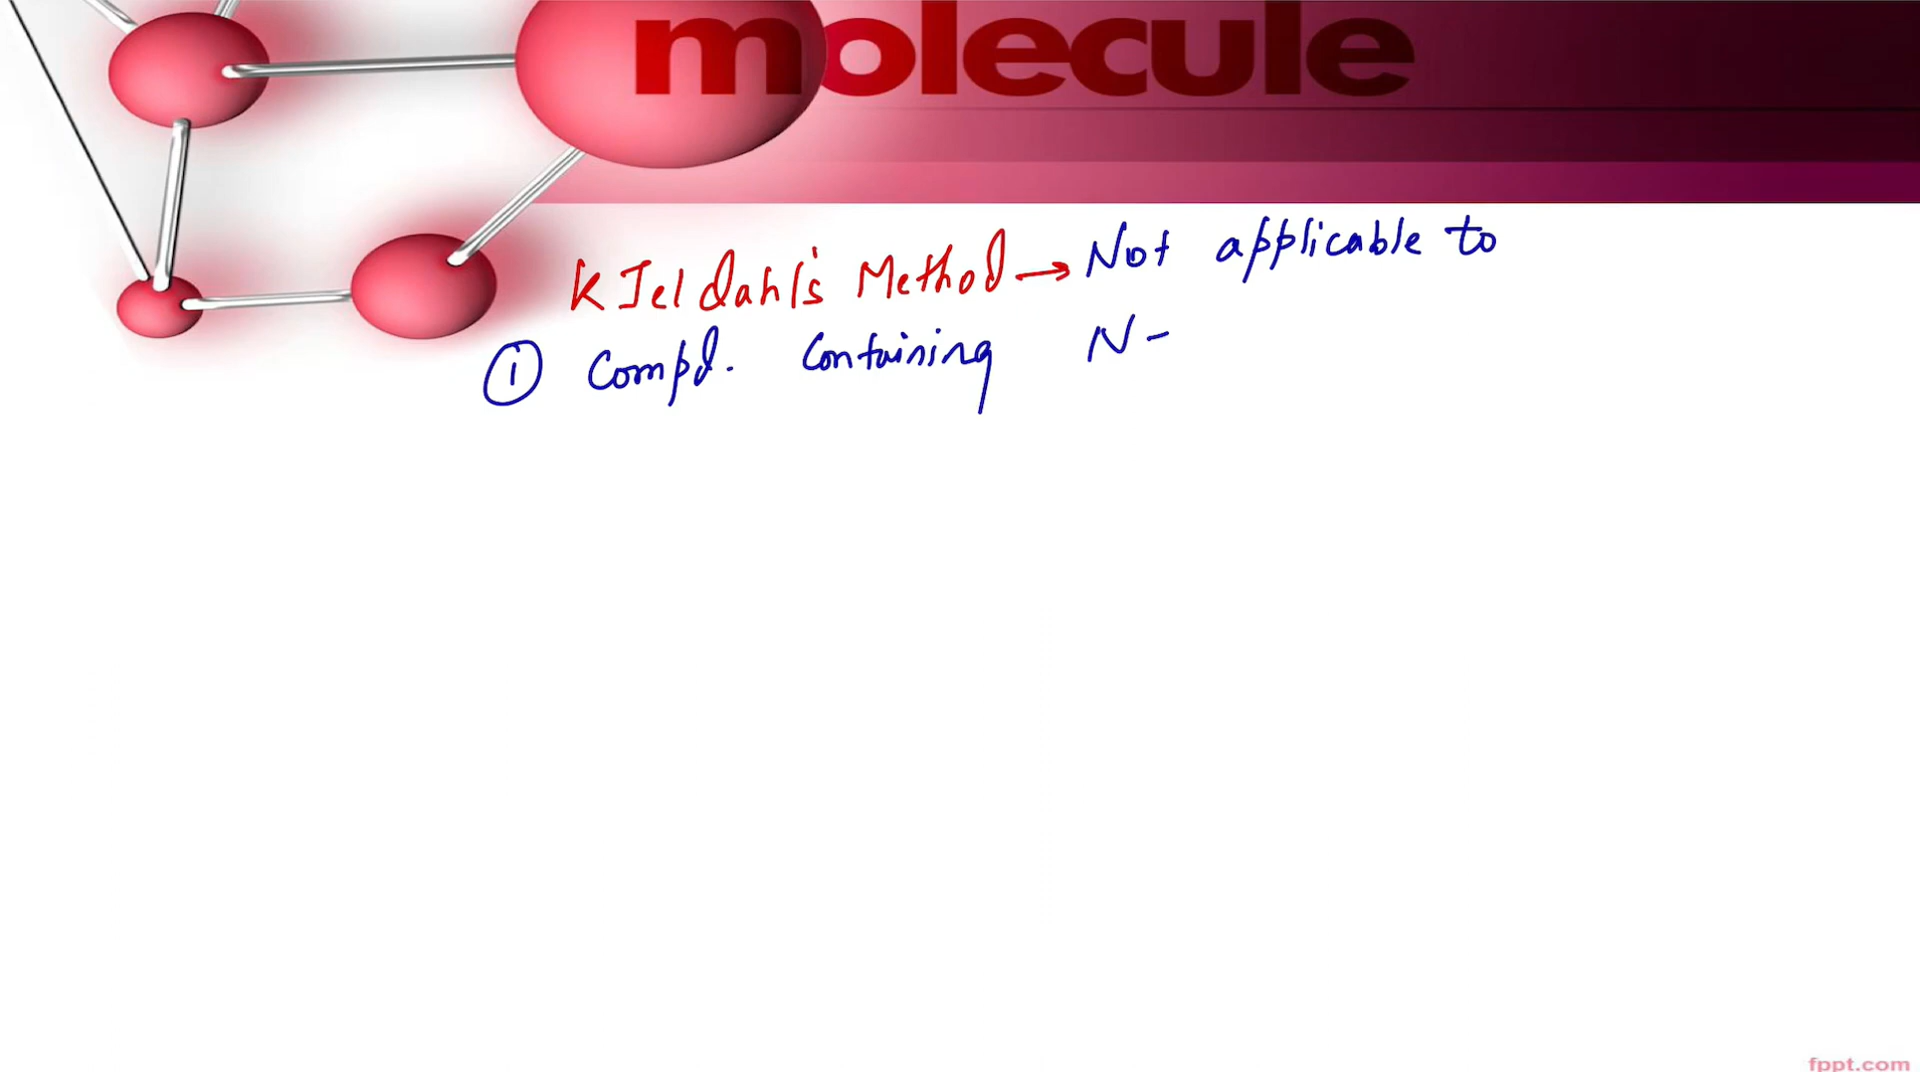 molecule
KJeldahl's Method → Not applicable to
① Compd. Containing N-
fppt.com